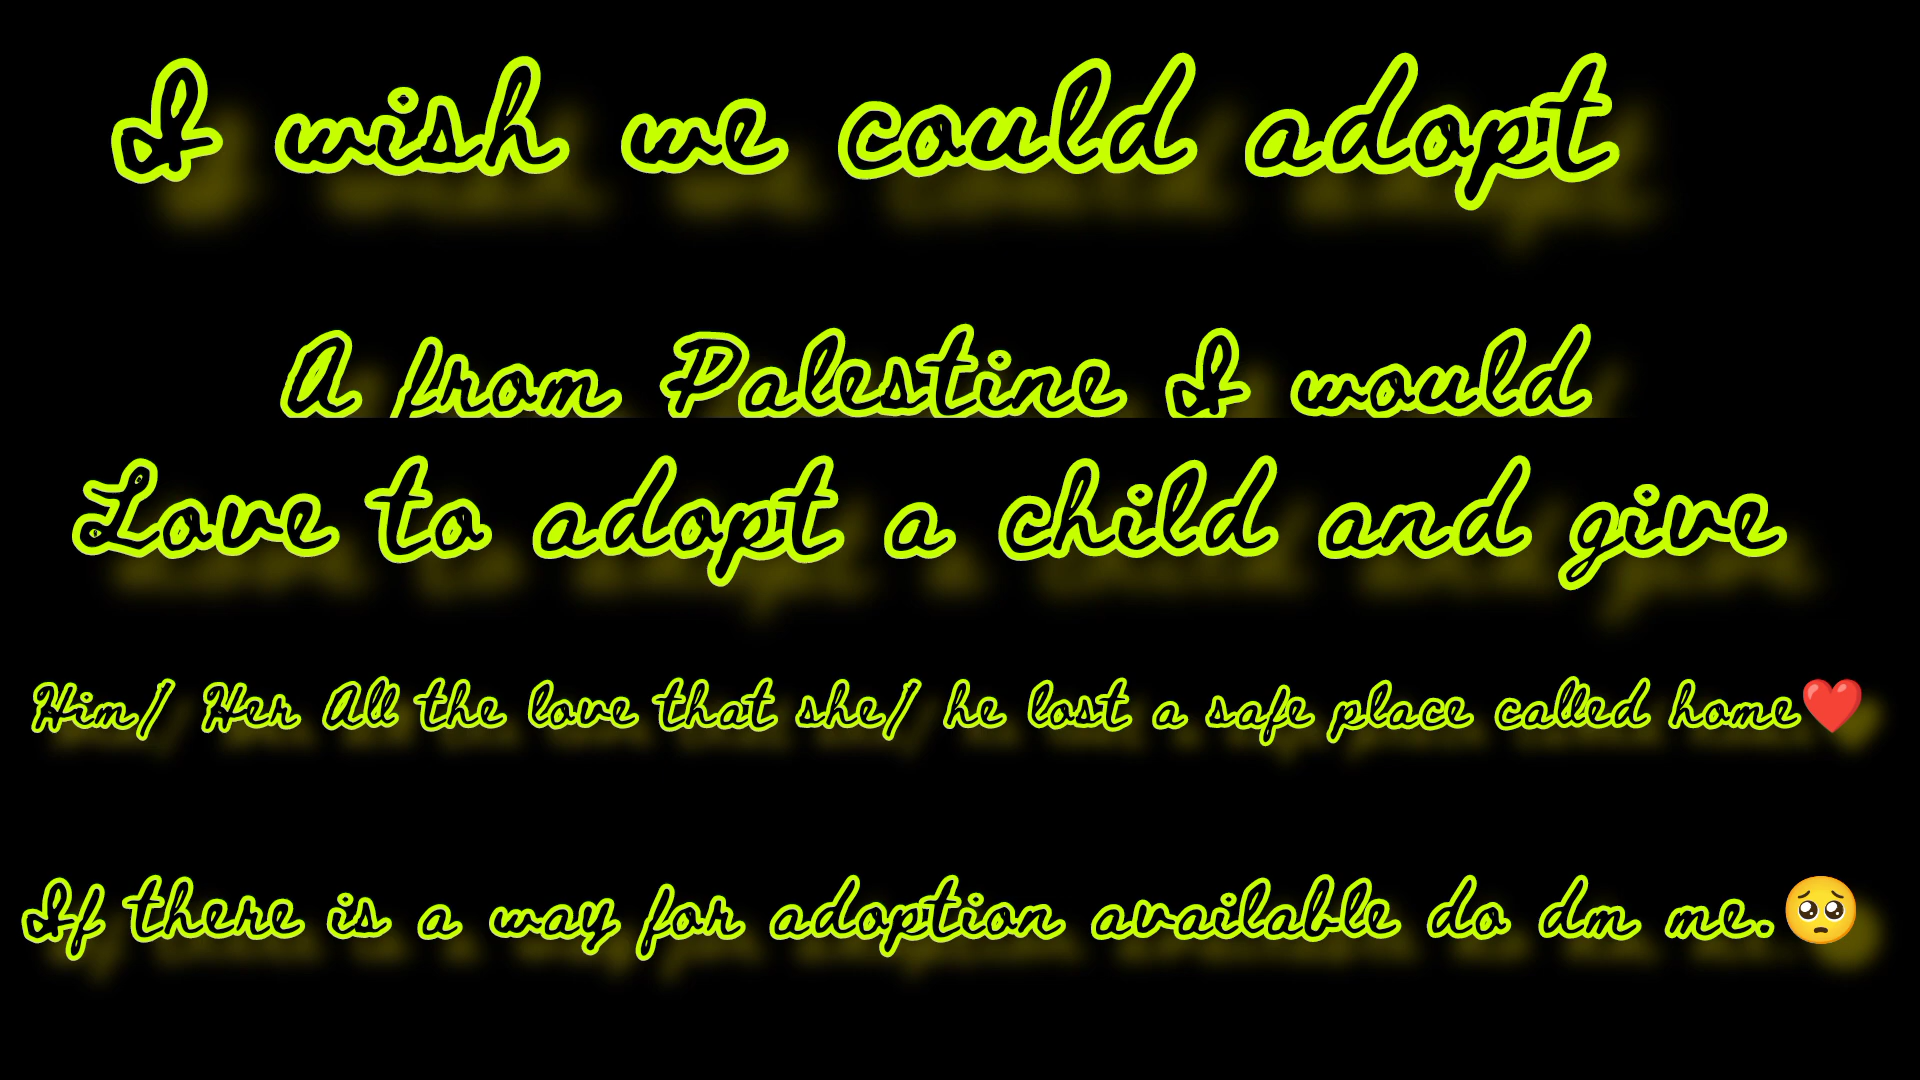 I wish we could adopt
A from Palestine I would
Love to adopt a child and give
Him/ Her All the love that she/ he lost a safe place called home❤️
If there is a way for adoption available do dm me.🥺